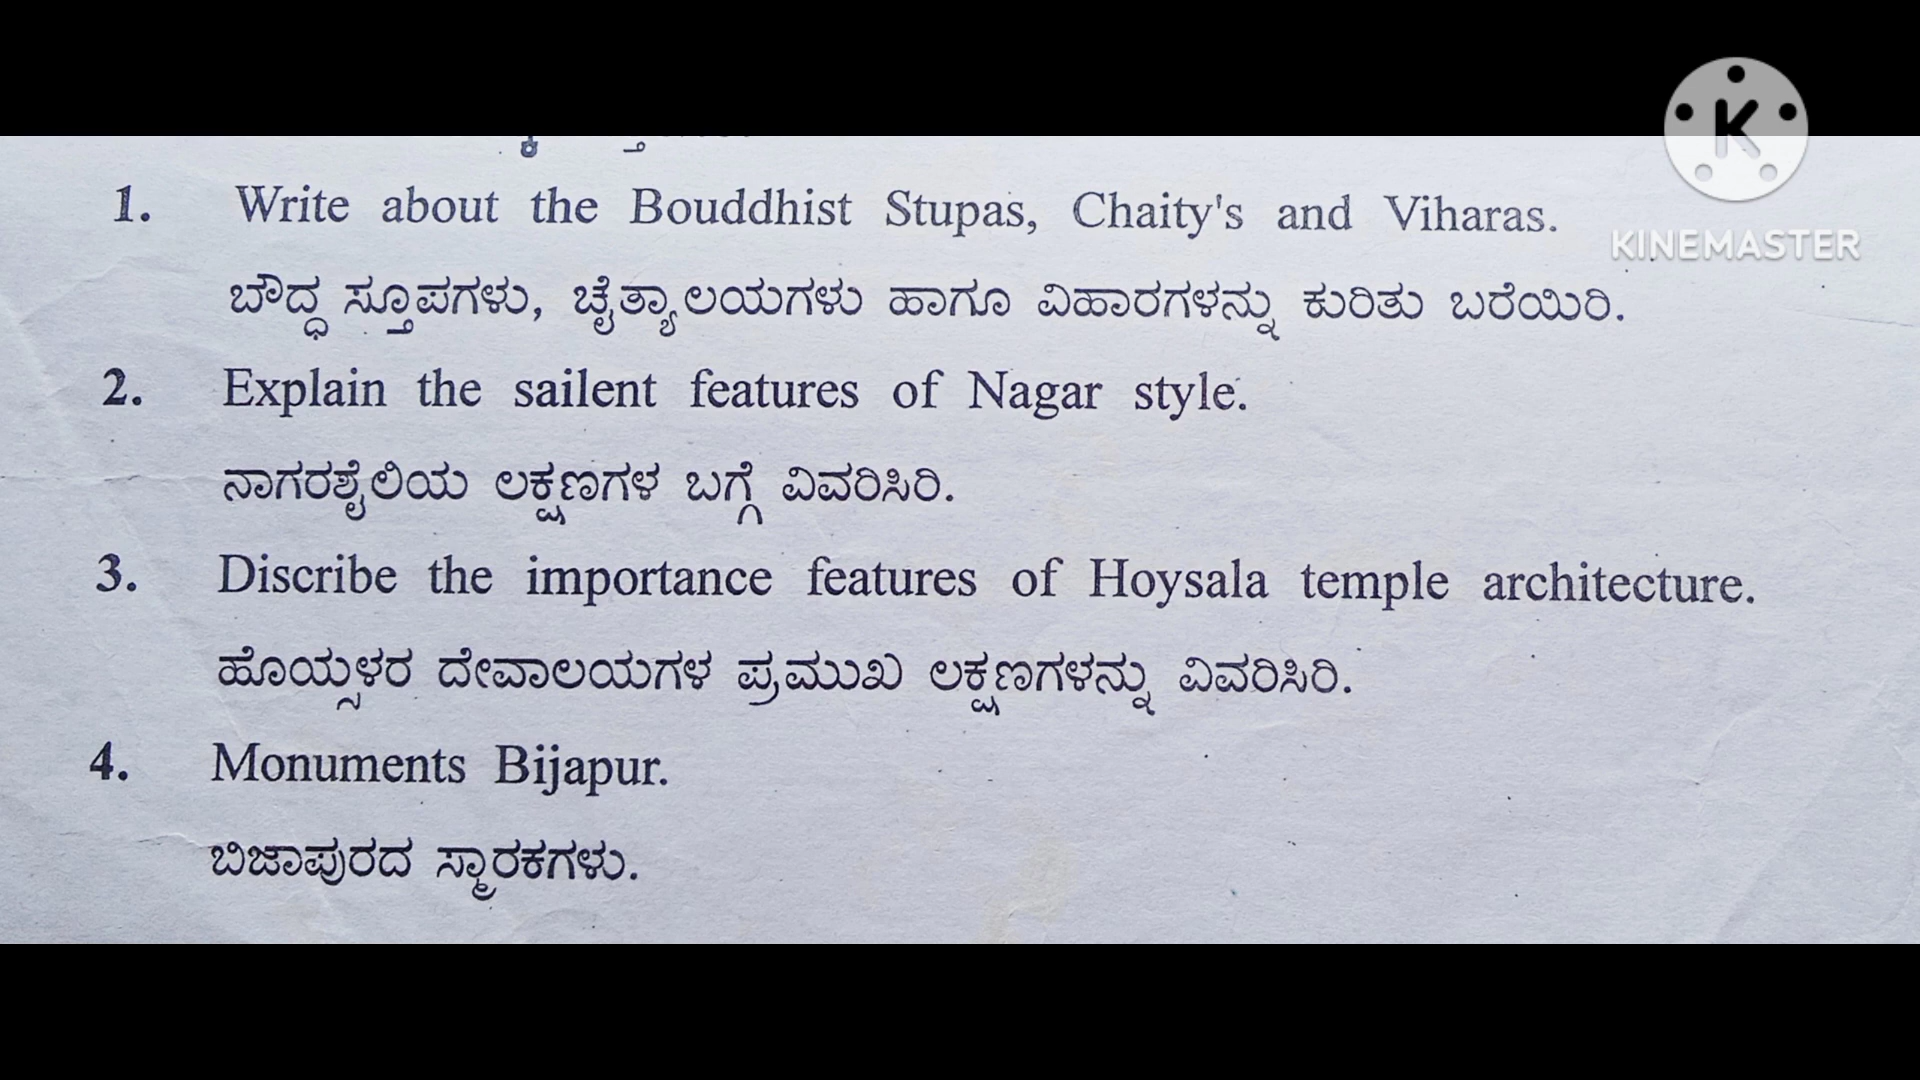 1. Write about the Bouddhist Stupas, Chaity's and Viharas.
ಬೌದ್ಧ ಸ್ತೂಪಗಳು, ಚೈತ್ಯಾಲಯಗಳು ಹಾಗೂ ವಿಹಾರಗಳನ್ನು ಕುರಿತು ಬರೆಯಿರಿ.
2. Explain the sailent features of Nagar style.
ನಾಗರಶೈಲಿಯ ಲಕ್ಷಣಗಳ ಬಗ್ಗೆ ವಿವರಿಸಿರಿ.
3. Discribe the importance features of Hoysala temple architecture.
ಹೊಯ್ಸಳರ ದೇವಾಲಯಗಳ ಪ್ರಮುಖ ಲಕ್ಷಣಗಳನ್ನು ವಿವರಿಸಿರಿ.
4. Monuments Bijapur.
ಬಿಜಾಪುರದ ಸ್ಮಾರಕಗಳು.
K
KINEMASTER